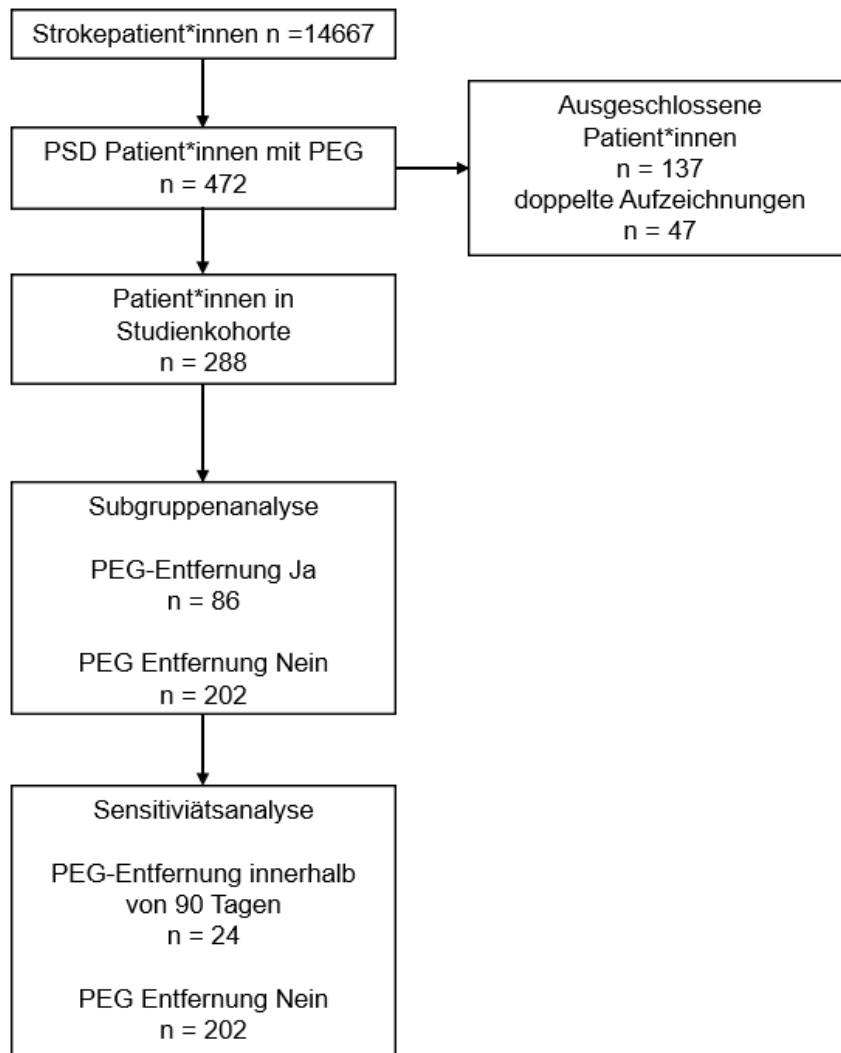 Strokepatient*innen n =14667
PSD Patient*innen mit PEG
n = 472
Ausgeschlossene
Patient*innen
n = 137
doppelte Aufzeichnungen
n = 47
Patient*innen in
Studienkohorte
n = 288
Subgruppenanalyse
PEG-Entfernung Ja
n = 86
PEG Entfernung Nein
n = 202
Sensitiviätsanalyse
PEG-Entfernung innerhalb
von 90 Tagen
n = 24
PEG Entfernung Nein
n = 202